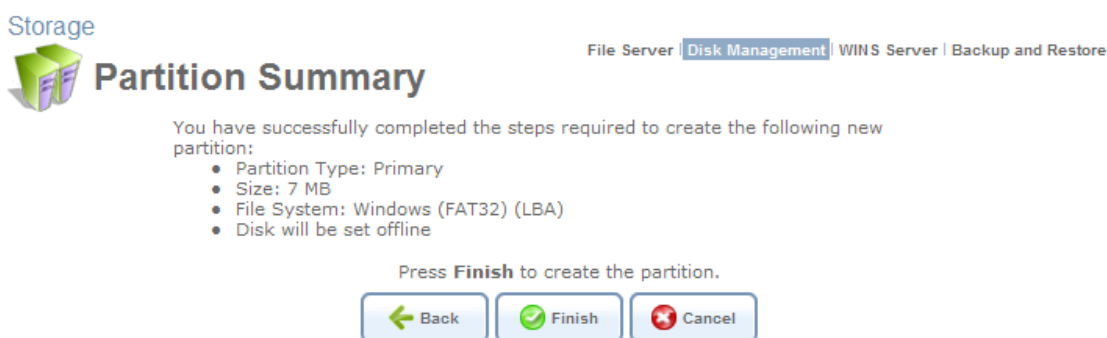 Storage
File Server | Disk Management | WINS Server | Backup and Restore
Partition Summary
You have successfully completed the steps required to create the following new
partition:
● Partition Type: Primary
● Size: 7 MB
● File System: Windows (FAT32) (LBA)
● Disk will be set offline
Press Finish to create the partition.
Back Finish Cancel